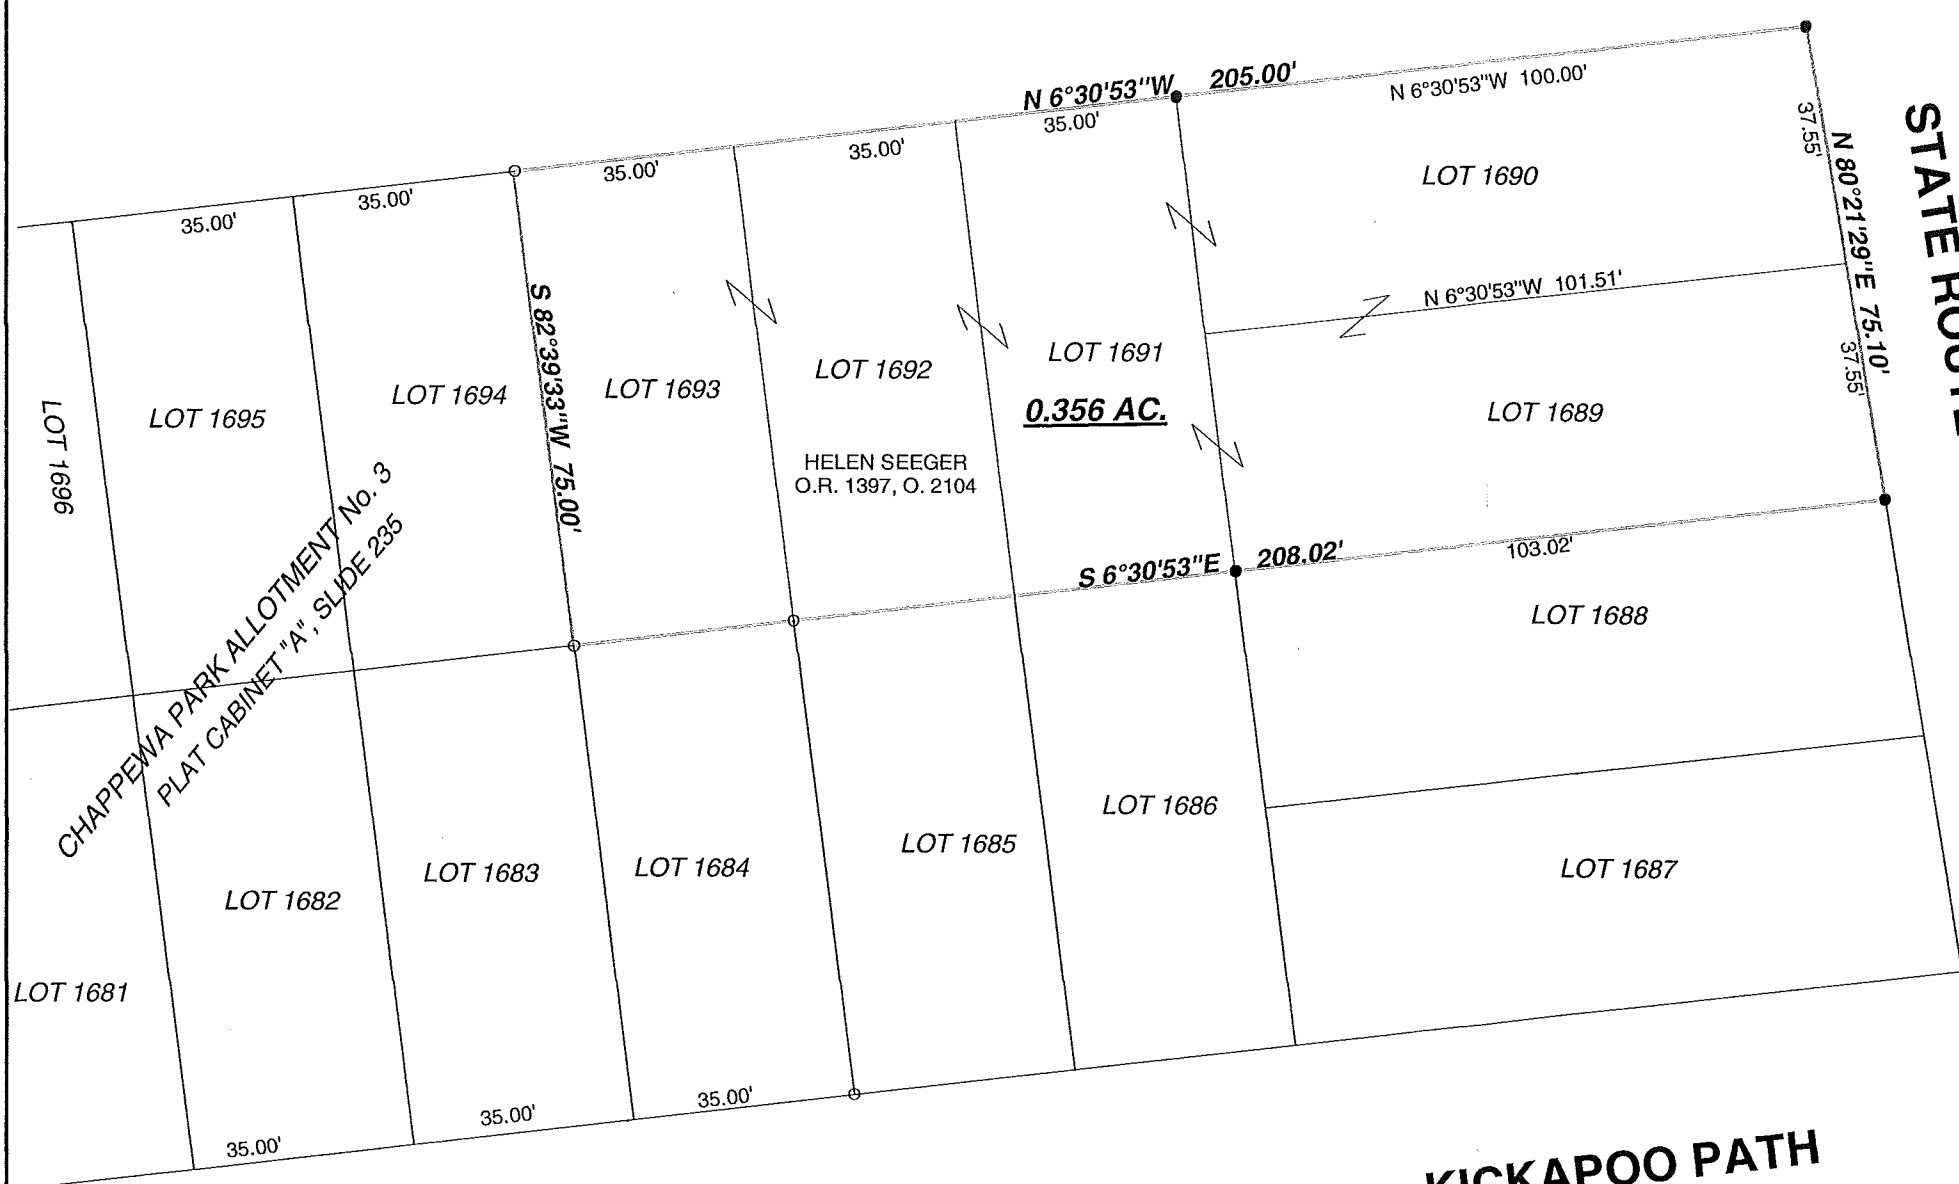 N 6°30'53"W 205.00'
N 6°30'53"W 100.00'
35.00'
35.00'
35.00'
35.00'
35.00'
37.55'
N 80°21'29"E 75.10'
37.55'
STATE ROUTE
LOT 1690
N 6°30'53"W 101.51'
S 82°39'33"W 75.00'
LOT 1696
LOT 1695
LOT 1694
LOT 1693
LOT 1692
LOT 1691
0.356 AC.
LOT 1689
HELEN SEEGER
O.R. 1397, O. 2104
CHAPPEWA PARK ALLOTMENT No. 3
PLAT CABINET "A", SLIDE 235
S 6°30'53"E 208.02'
103.02'
LOT 1688
LOT 1686
LOT 1685
LOT 1684
LOT 1683
LOT 1682
LOT 1681
LOT 1687
35.00'
35.00'
35.00'
KICKAPOO PATH